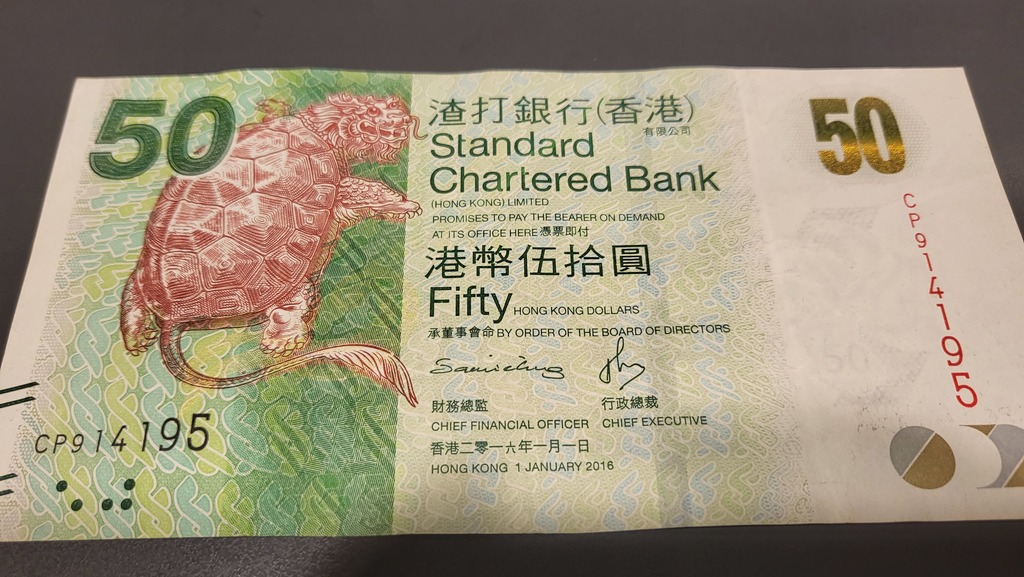 50
渣打銀行(香港)
有限公司
Standard
Chartered Bank
(HONG KONG) LIMITED
PROMISES TO PAY THE BEARER ON DEMAND
AT ITS OFFICE HERE 憑票即付
港幣伍拾圓
Fifty HONG KONG DOLLARS
承董事會命 BY ORDER OF THE BOARD OF DIRECTORS
財務總監 行政總裁
CHIEF FINANCIAL OFFICER CHIEF EXECUTIVE
香港二零一六年一月一日
HONG KONG 1 JANUARY 2016
CP914195
50
CP914195